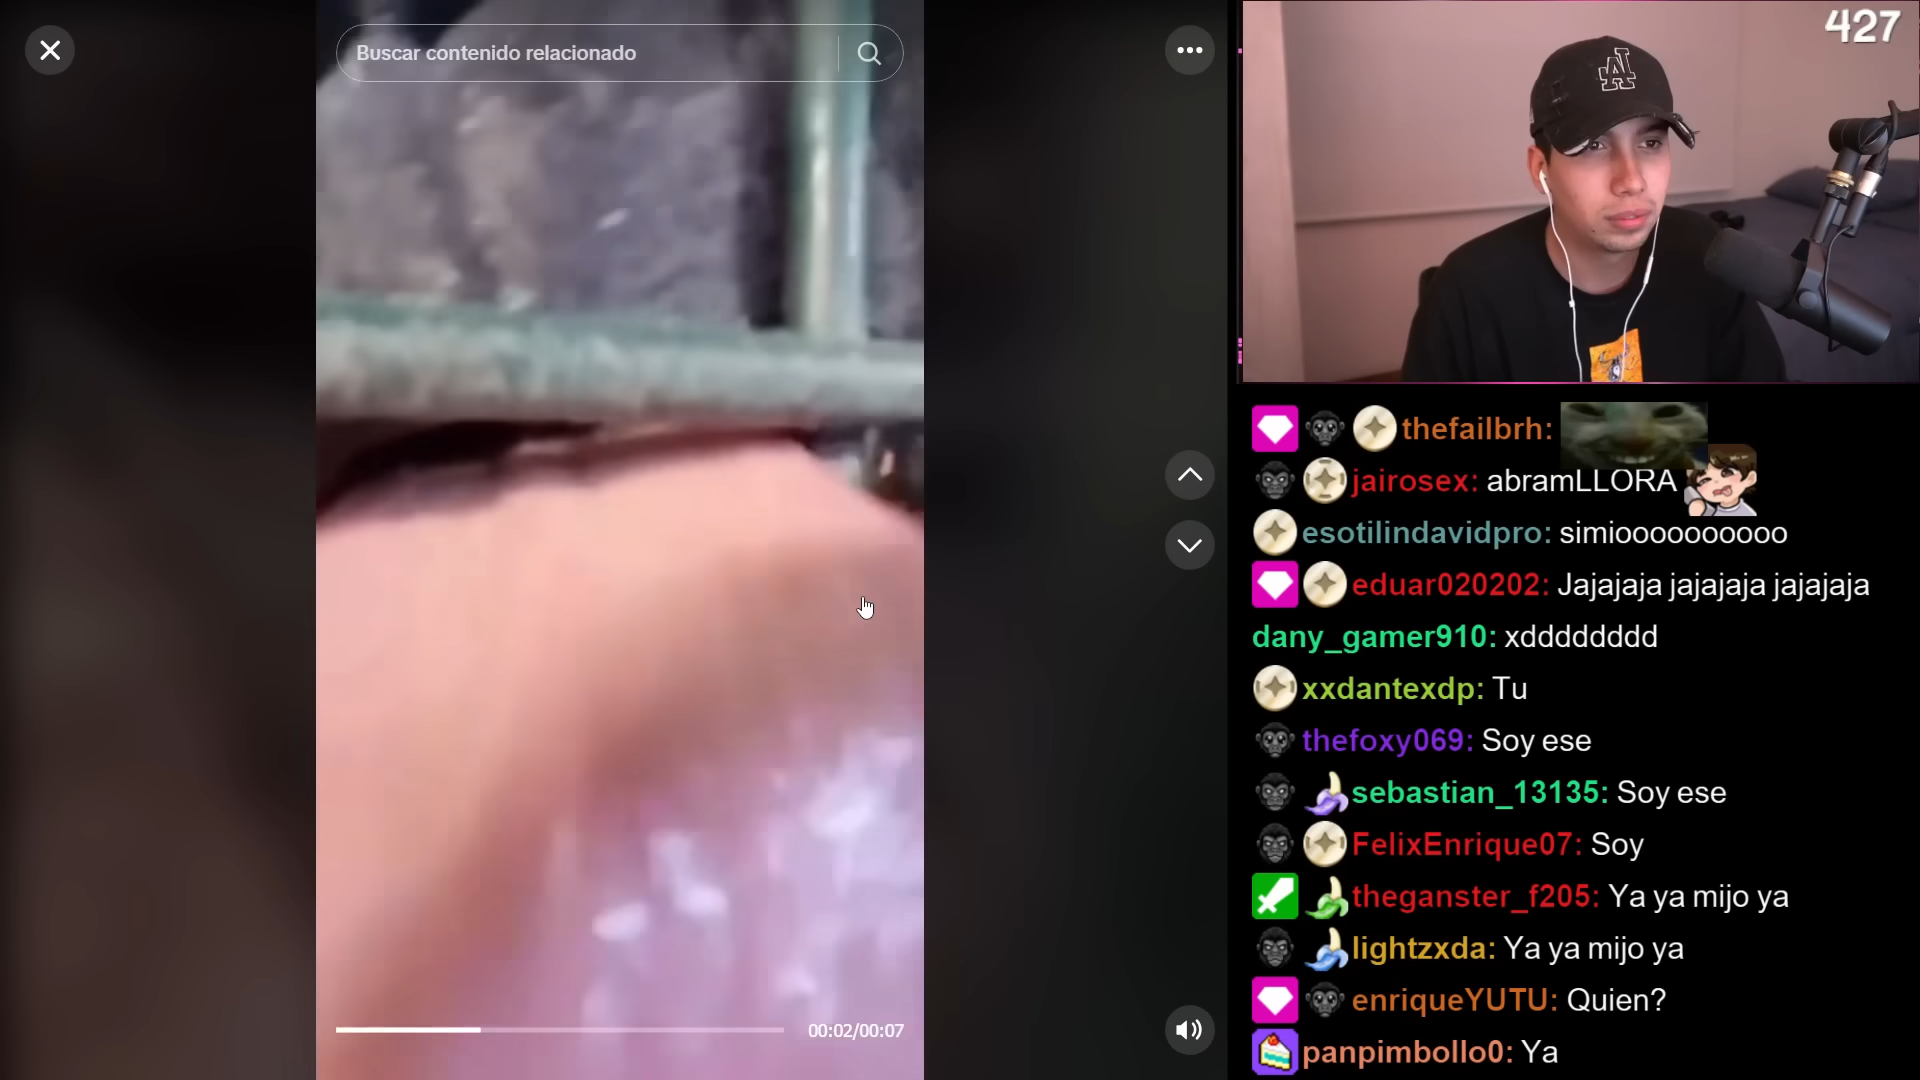 Buscar contenido relacionado
427
thefailbrh:
jairosex: abramLLORA
esotilindavidpro: simioooooooooo
eduar020202: Jajajaja jajajaja jajajaja
dany_gamer910: xdddddddd
xxdantexdp: Tu
thefoxy069: Soy ese
sebastian_13135: Soy ese
FelixEnrique07: Soy
theganster_f205: Ya ya mijo ya
lightzxda: Ya ya mijo ya
enriqueYUTU: Quien?
panpimbollo0: Ya
00:02/00:07